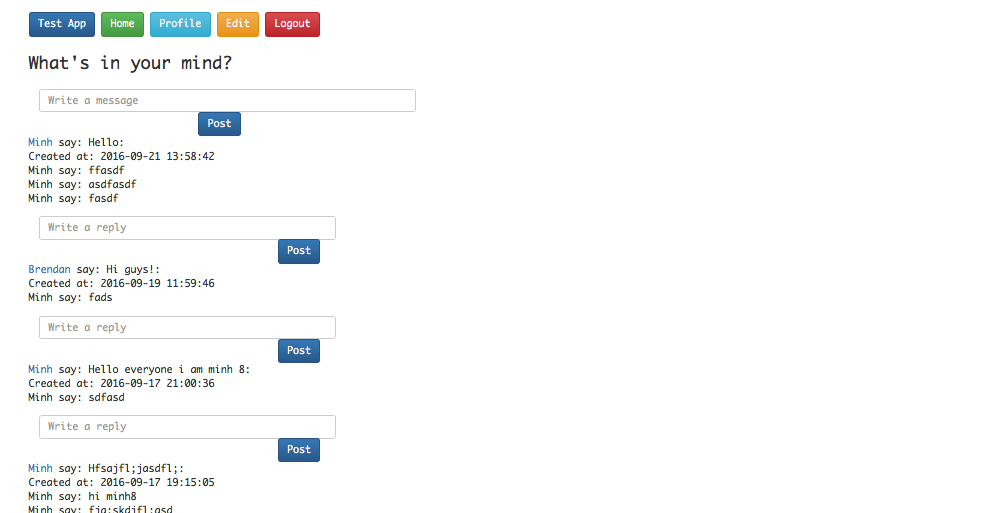 Test App Home Profile Edit Logout
What's in your mind?
Write a message
Post
Minh say: Hello:
Created at: 2016-09-21 13:58:42
Minh say: ffasdf
Minh say: asdfasdf
Minh say: fasdf
Write a reply
Post
Brendan say: Hi guys!:
Created at: 2016-09-19 11:59:46
Minh say: fads
Write a reply
Post
Minh say: Hello everyone i am minh 8:
Created at: 2016-09-17 21:00:36
Minh say: sdfasd
Write a reply
Post
Minh say: Hfsajfl;jasdfl;:
Created at: 2016-09-17 19:15:05
Minh say: hi minh8
Minh say: